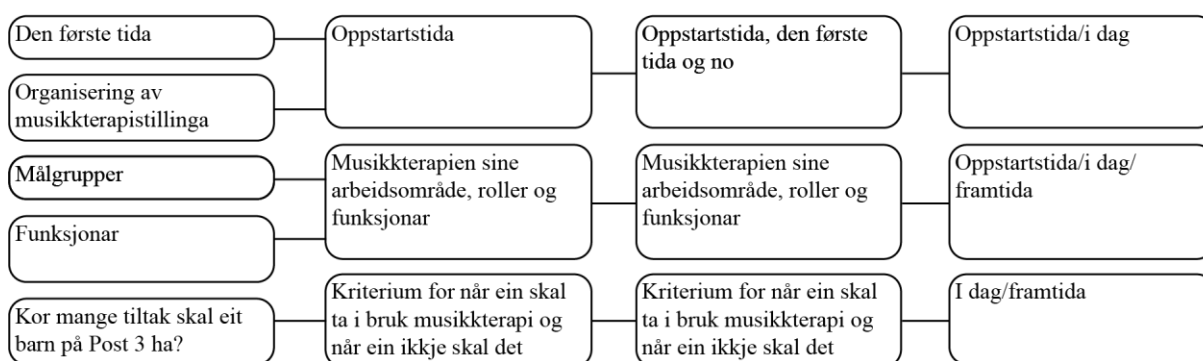 Den første tida
Organisering av
musikkterapistillinga
Målgrupper
Funksjonar
Kor mange tiltak skal eit
barn på Post 3 ha?
Oppstartstida
Musikkterapien sine
arbeidsområde, roller og
funksjonar
Kriterium for når ein skal
ta i bruk musikkterapi og
når ein ikkje skal det
Oppstartstida, den første
tida og no
Musikkterapien sine
arbeidsområde, roller og
funksjonar
Kriterium for når ein skal
ta i bruk musikkterapi og
når ein ikkje skal det
Oppstartstida/i dag
Oppstartstida/i dag/
framtida
I dag/framtida